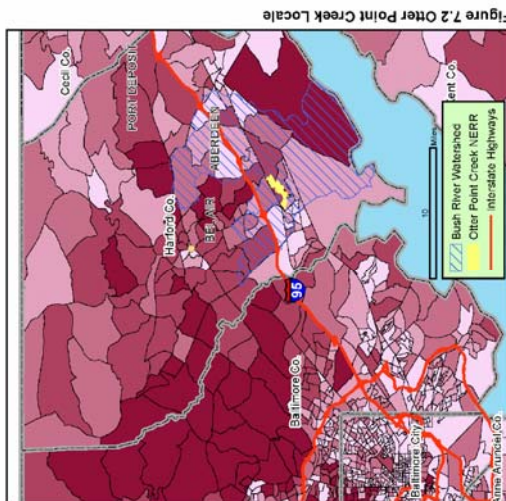 Figure 7.2 Otter Point Creek Locale
Cecil Co.
PORT DEPOSIT
Harford Co.
ABERDEEN
BEL AIR
95
Baltimore Co.
Baltimore City
Anne Arundel Co.
ent Co.
10
Miles
Bush River Watershed
Otter Point Creek NERR
Interstate Highways